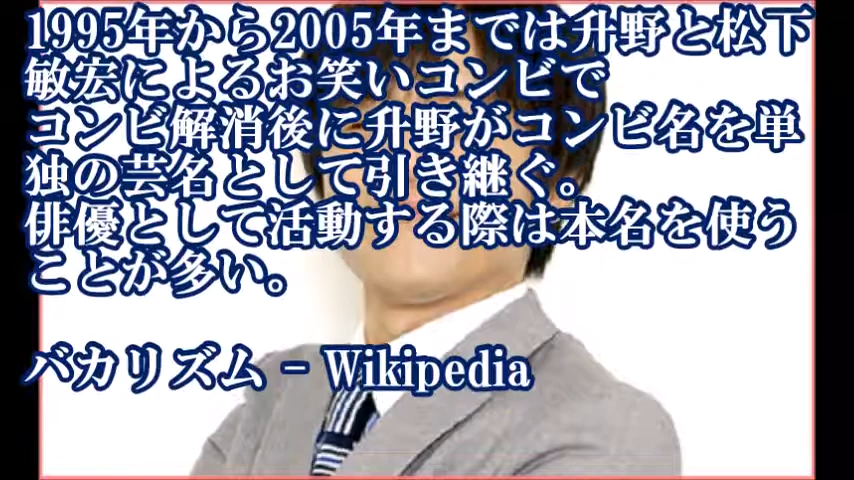 1995年から2005年までは升野と松下
敏宏によるお笑いコンビで
コンビ解消後に升野がコンビ名を単
独の芸名として引き継ぐ。
俳優として活動する際は本名を使う
ことが多い。
バカリズム - Wikipedia